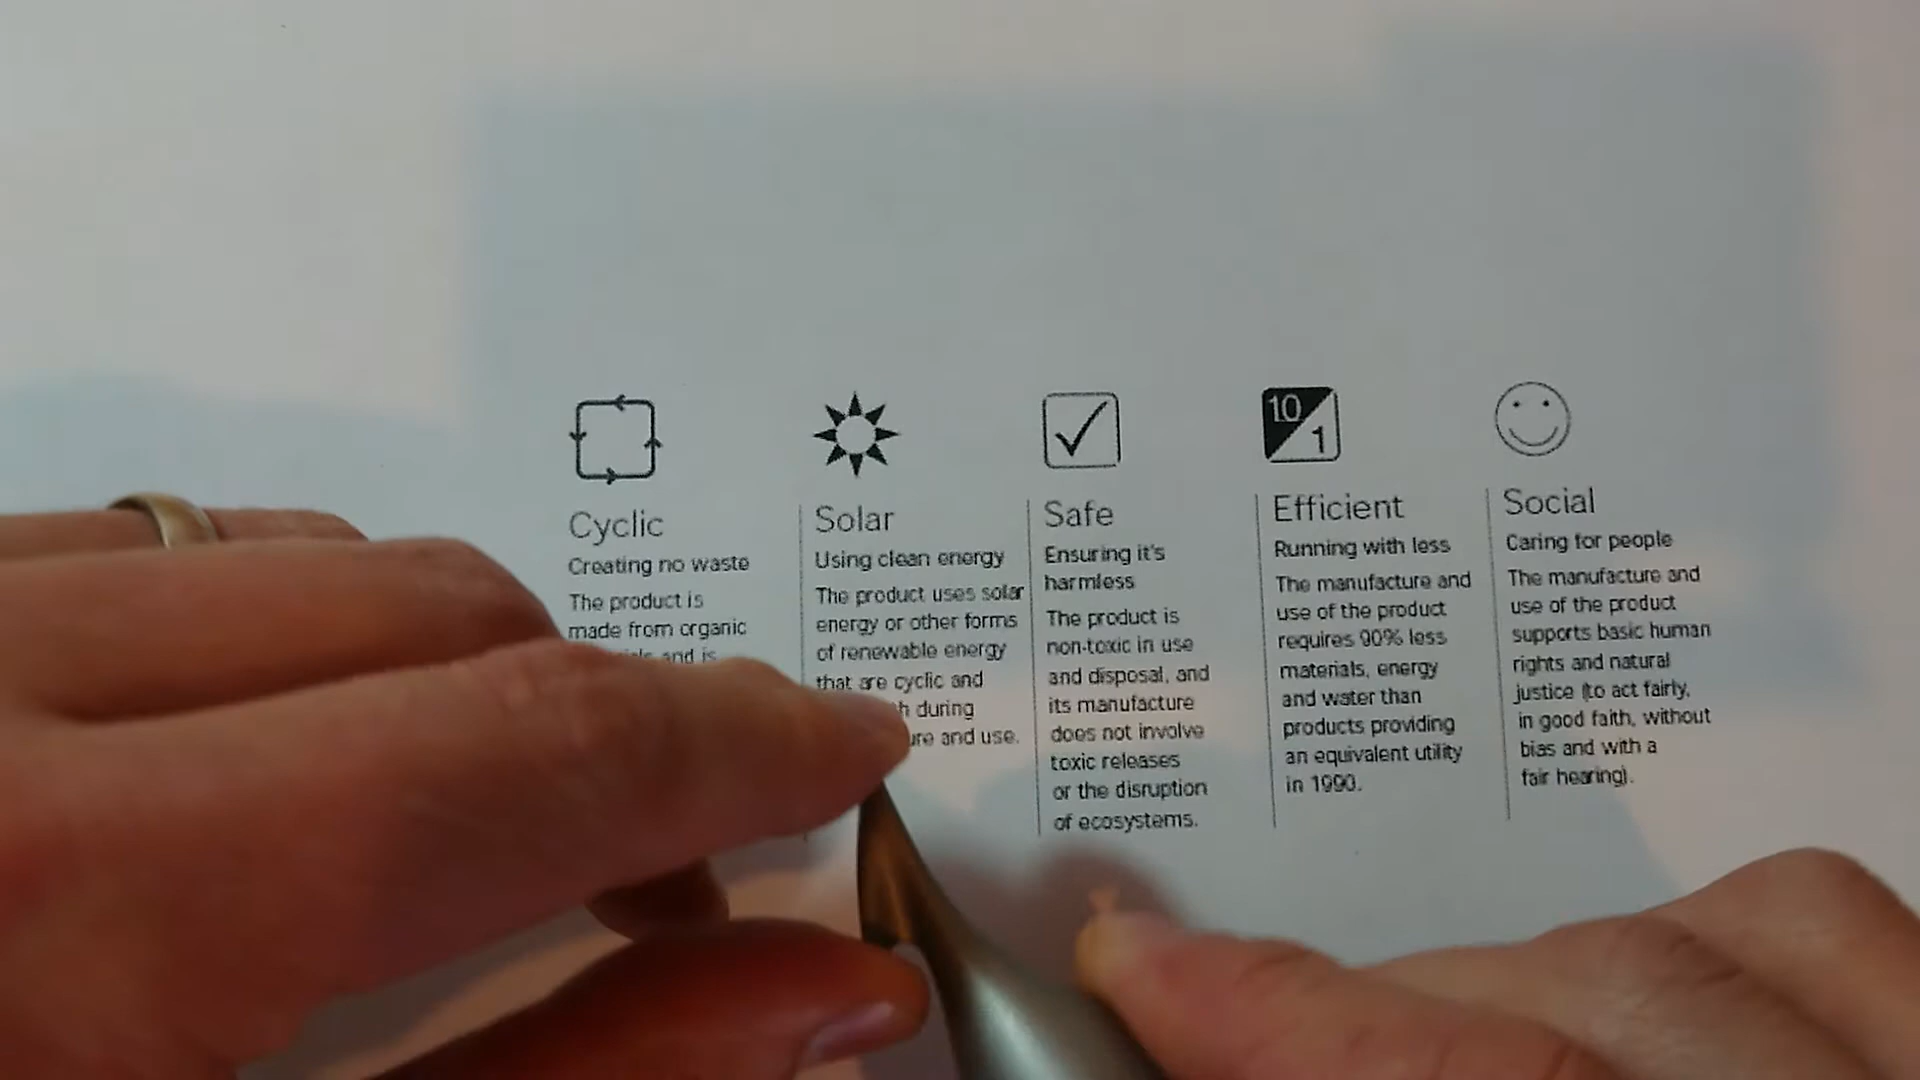 10
1
Cyclic
Creating no waste
The product is
made from organic
and is
Solar
Using clean energy
The product uses solar
energy or other forms
of renewable energy
that are cyclic and
during
and use.
Safe
Ensuring it's
harmless
The product is
non-toxic in use
and disposal, and
its manufacture
does not involve
toxic releases
or the disruption
of ecosystems.
Efficient
Running with less
The manufacture and
use of the product
requires 90% less
materials, energy
and water than
products providing
an equivalent utility
in 1990.
Social
Caring for people
The manufacture and
use of the product
supports basic human
rights and natural
justice (to act fairly,
in good faith, without
bias and with a
fair hearing).